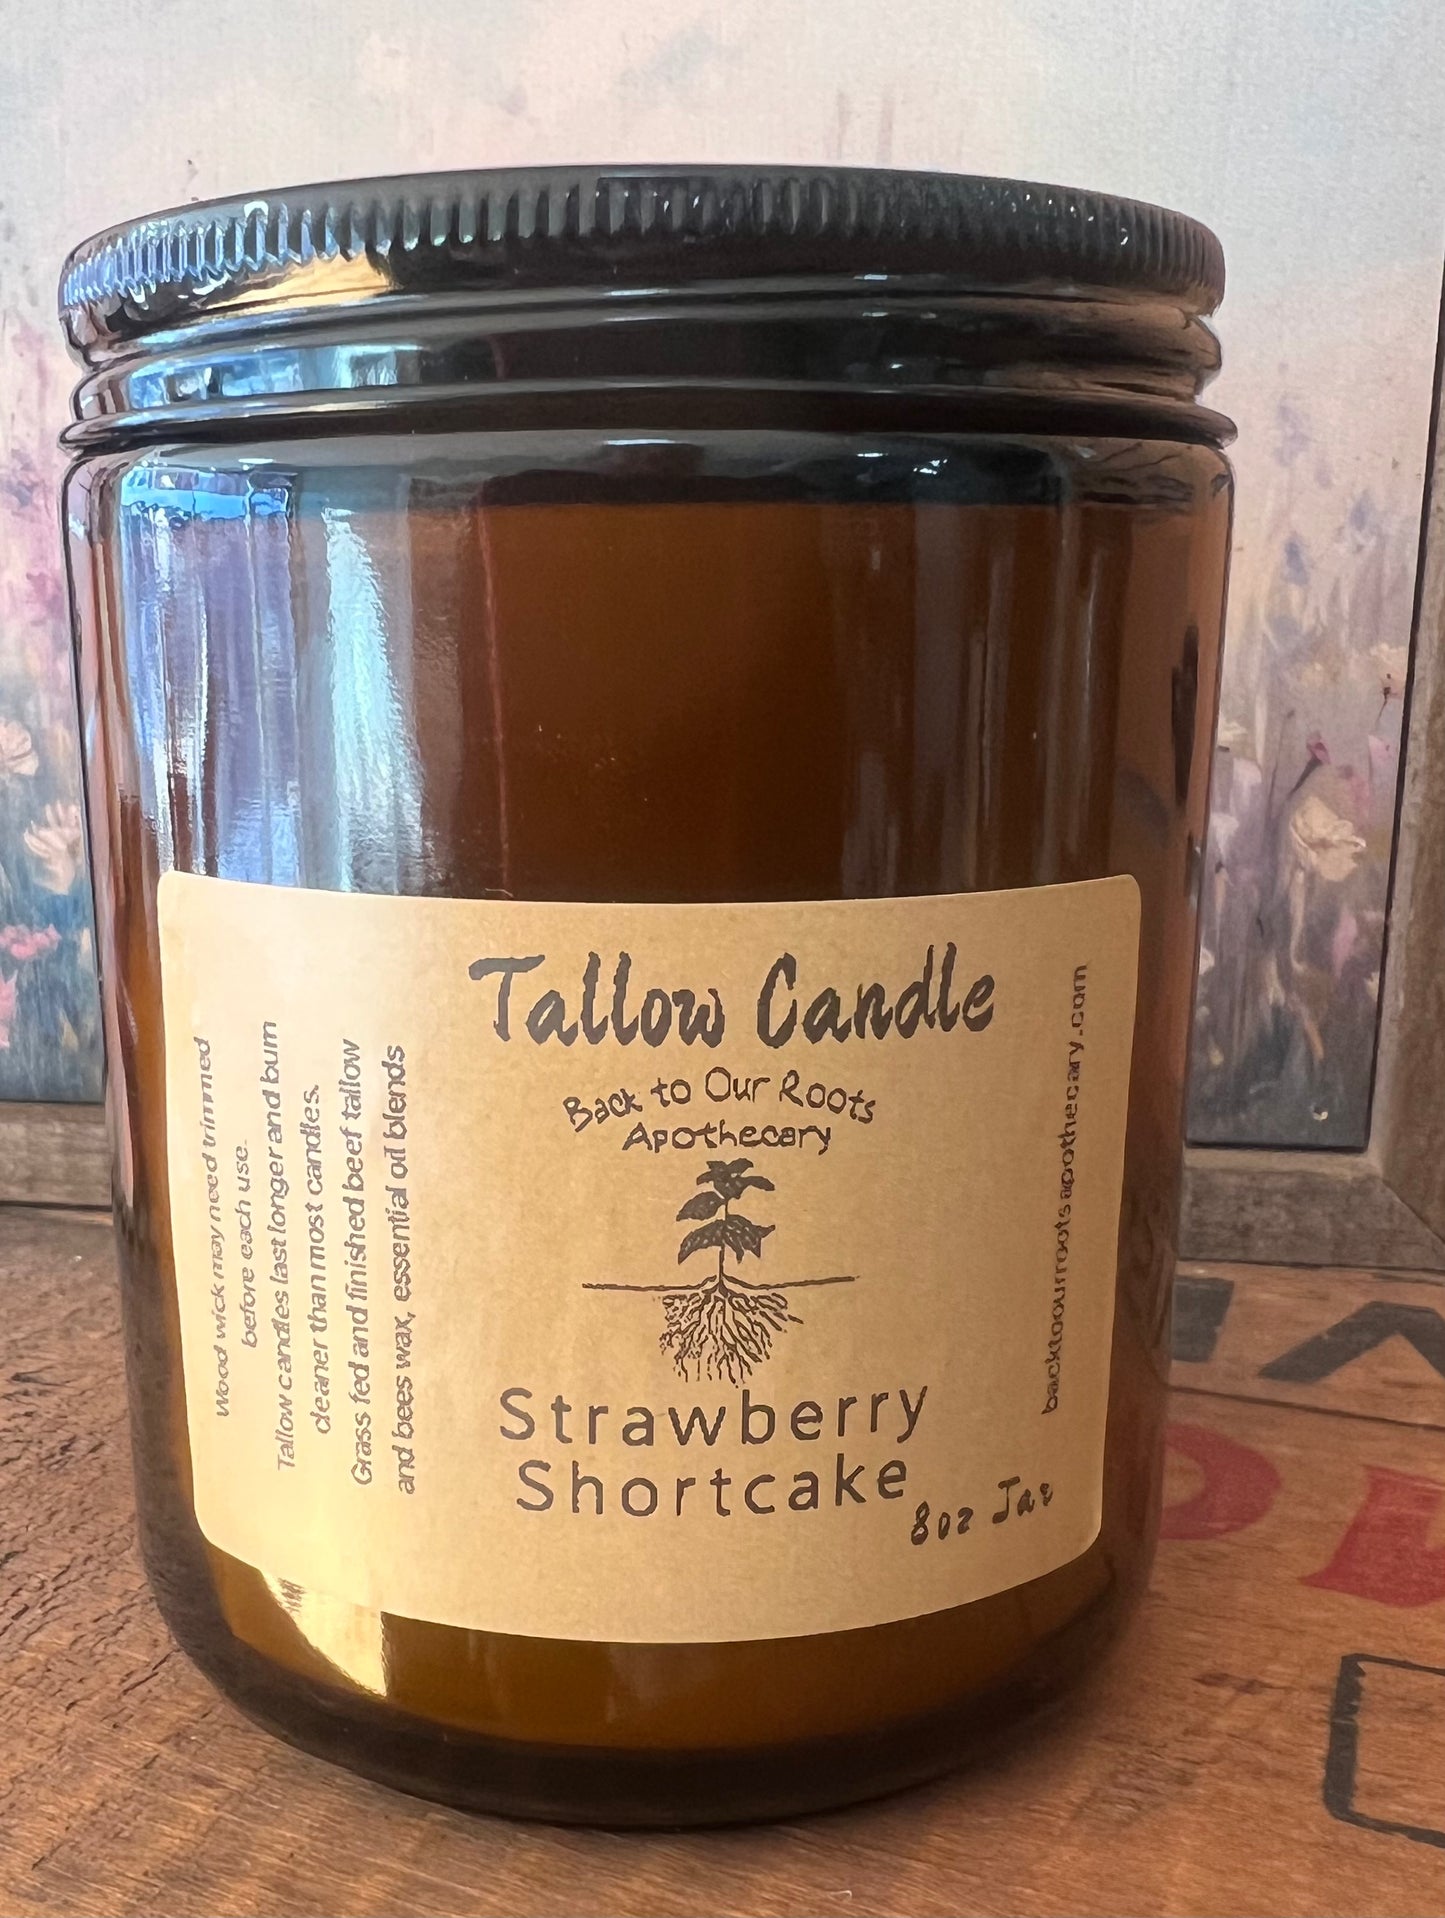 Tallow Candle
Back to Our Roots
Apothecary
Strawberry
Shortcake
8oz Jar
Wood wick may need trimmed
before each use.
Tallow candles last longer and burn
cleaner than most candles.
Grass fed and finished beef tallow
and bees wax, essential oil blends
backtoourrootsapothecary.com